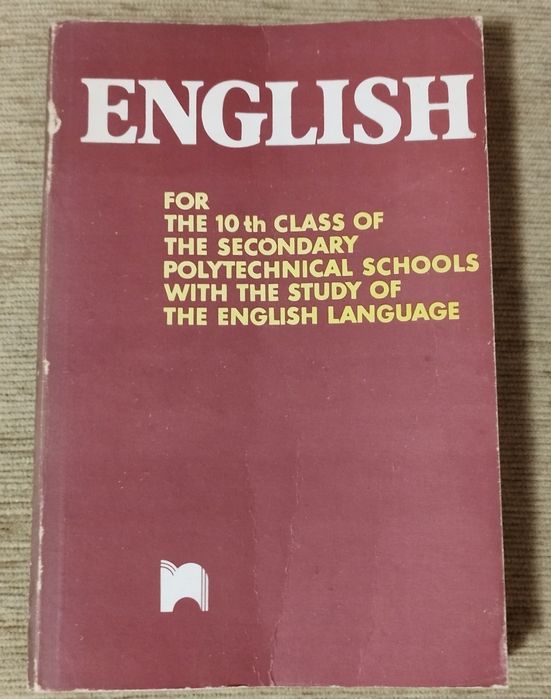 ENGLISH
FOR
THE 10th CLASS OF
THE SECONDARY
POLYTECHNICAL SCHOOLS
WITH THE STUDY OF
THE ENGLISH LANGUAGE